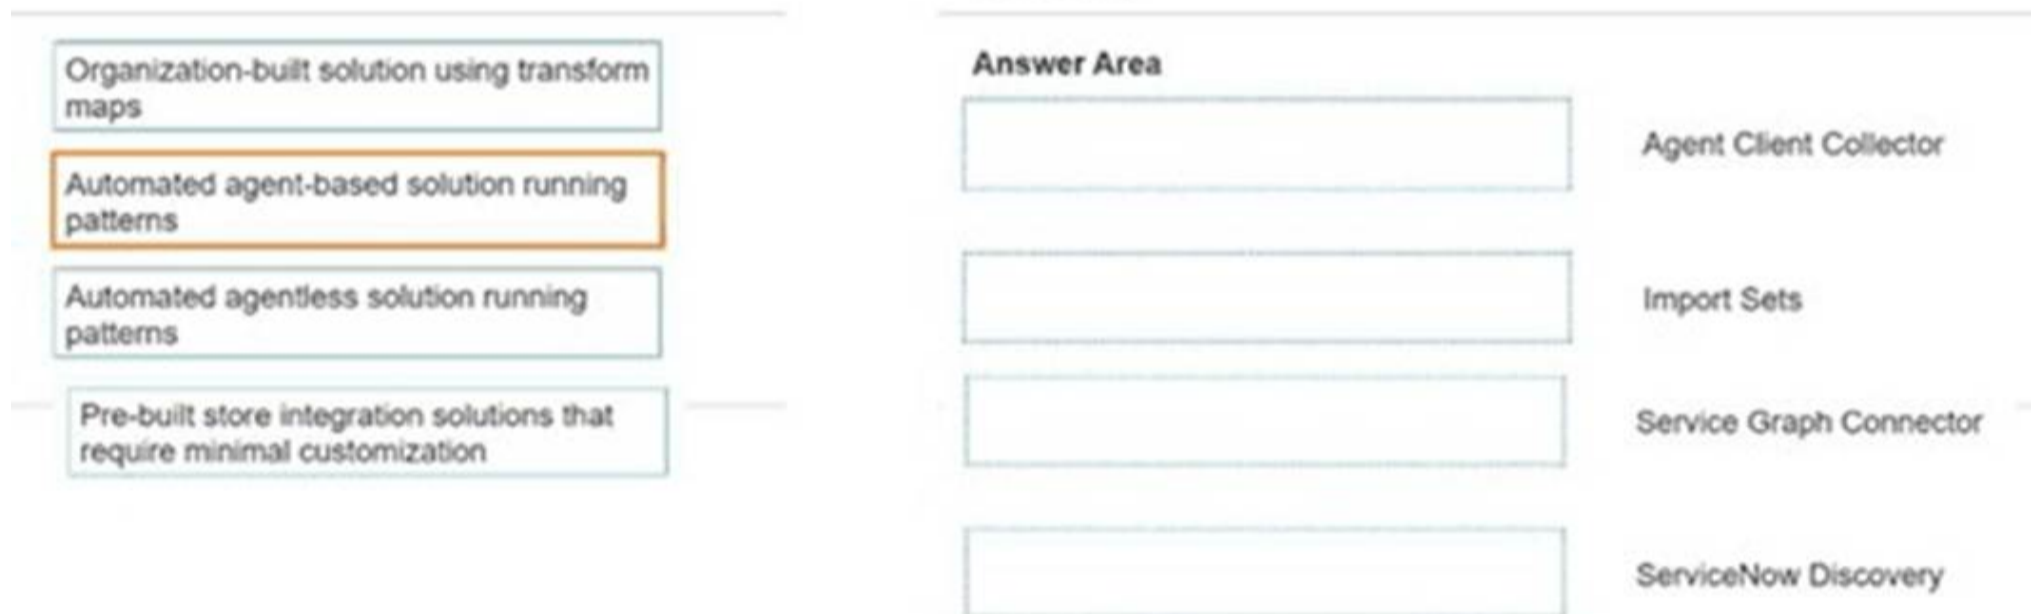 Organization-built solution using transform
maps
Automated agent-based solution running
patterns
Automated agentless solution running
patterns
Pre-built store integration solutions that
require minimal customization
Answer Area
Agent Client Collector
Import Sets
Service Graph Connector
ServiceNow Discovery